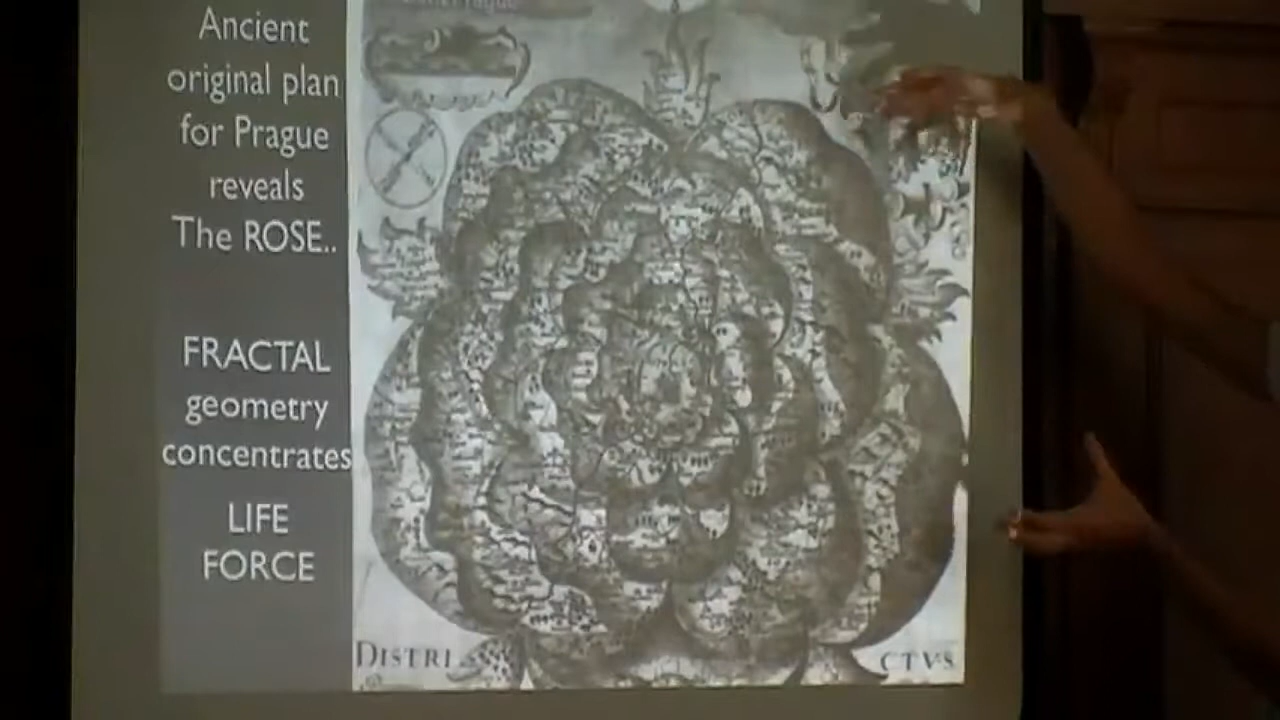 Ancient
original plan
for Prague
reveals
The ROSE..
FRACTAL
geometry
concentrates
LIFE
FORCE
DISTRI
CTVS